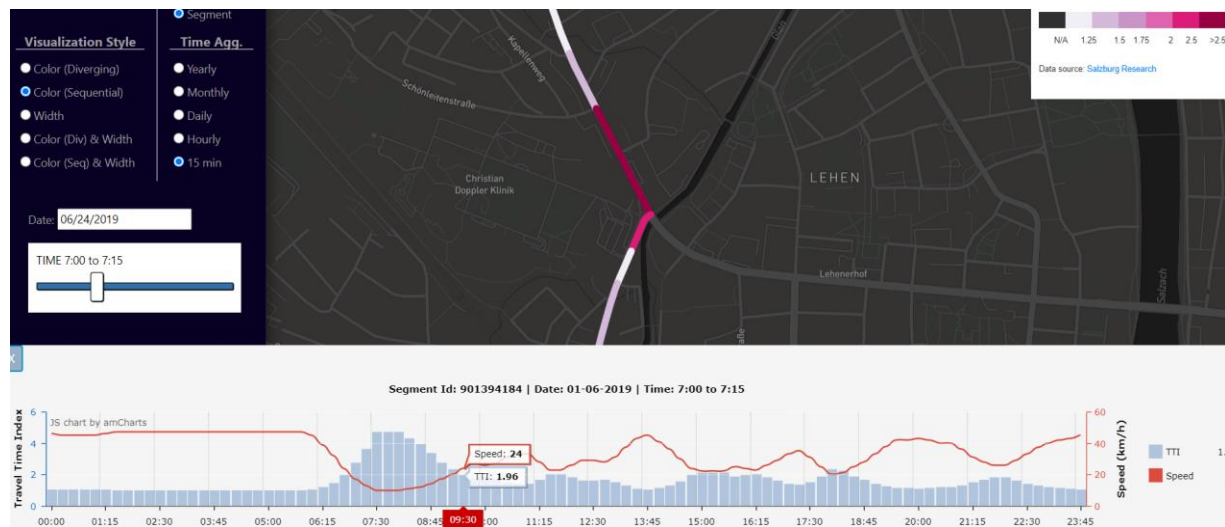 Segment
Visualization Style
Time Agg.
Color (Diverging)
Yearly
Color (Sequential)
Monthly
Width
Daily
Color (Div) & Width
Hourly
Color (Seq) & Width
15 min
Date: 06/24/2019
TIME 7:00 to 7:15
Kapellenweg
Schönleitenstraße
Christian
Doppler Klinik
LEHEN
Lehenerhof
Salzach
N/A 1.25 1.5 1.75 2 2.5 >2.5
Data source: Salzburg Research
X
Segment Id: 901394184 | Date: 01-06-2019 | Time: 7:00 to 7:15
JS chart by amCharts
Travel Time Index
6
4
2
0
Speed: 24
TTI: 1.96
60
40
20
0
Speed (km/h)
TTI 1.
Speed
00:00 01:15 02:30 03:45 05:00 06:15 07:30 08:45 09:30 :00 11:15 12:30 13:45 15:00 16:15 17:30 18:45 20:00 21:15 22:30 23:45